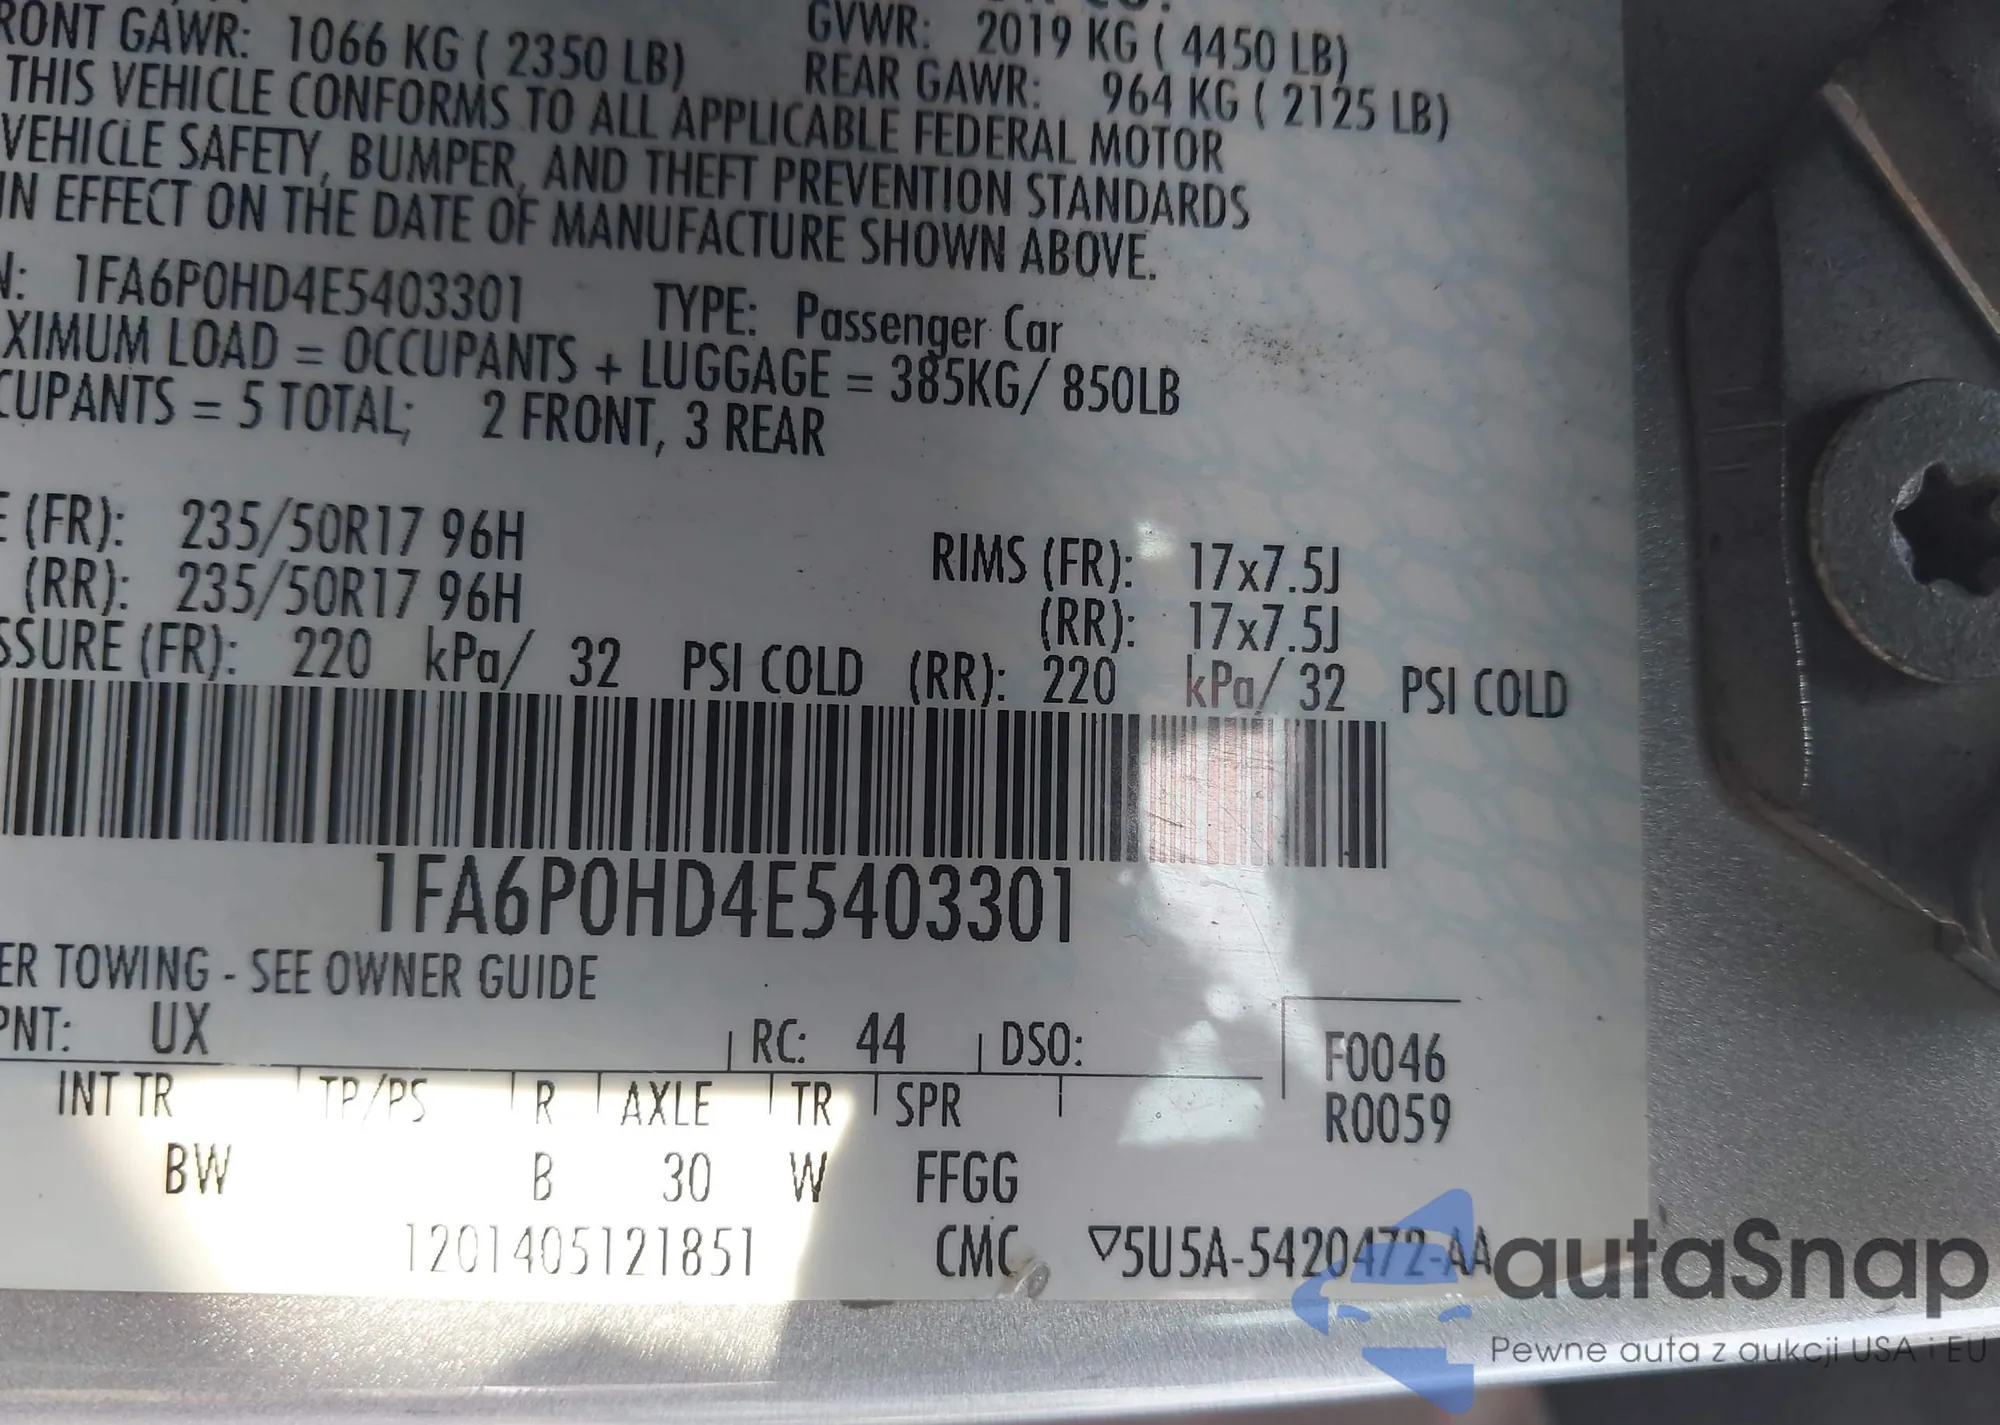 RONT GAWR: 1066 KG ( 2350 LB) GVWR: 2019 KG ( 4450 LB)
REAR GAWR: 964 KG ( 2125 LB)
THIS VEHICLE CONFORMS TO ALL APPLICABLE FEDERAL MOTOR
VEHICLE SAFETY, BUMPER, AND THEFT PREVENTION STANDARDS
IN EFFECT ON THE DATE OF MANUFACTURE SHOWN ABOVE.
N: 1FA6P0HD4E5403301 TYPE: Passenger Car
XIMUM LOAD = OCCUPANTS + LUGGAGE = 385KG/ 850LB
CUPANTS = 5 TOTAL; 2 FRONT, 3 REAR
E (FR): 235/50R17 96H RIMS (FR): 17x7.5J
(RR): 235/50R17 96H (RR): 17x7.5J
SSURE (FR): 220 kPa/ 32 PSI COLD (RR): 220 kPa/ 32 PSI COLD
1FA6P0HD4E5403301
ER TOWING - SEE OWNER GUIDE
PNT: UX RC: 44 DSO:
F0046
R0059
INT TR TP/PS R AXLE TR SPR
BW B 30 W FFGG
1201405121851 CMC ▽5U5A-5420472-AA
autaSnap
Pewne auta z aukcji USA i EU